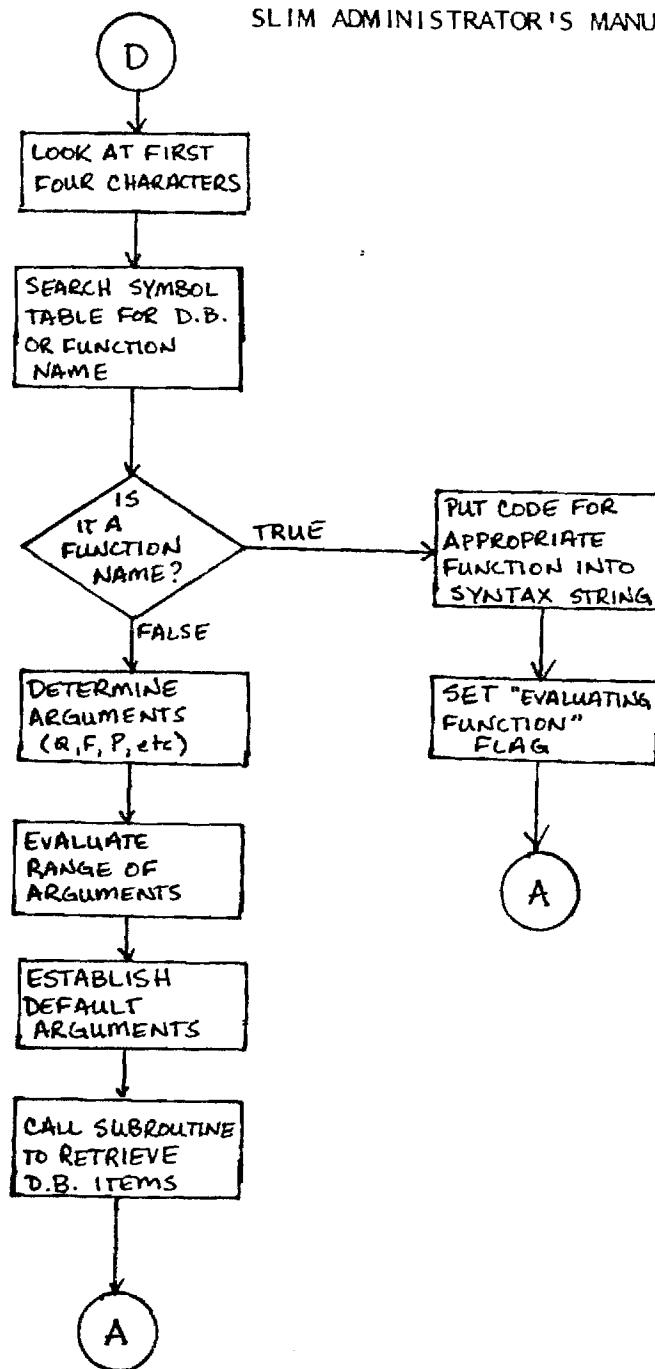 SLIM ADMINISTRATOR'S MANU
D
LOOK AT FIRST
FOUR CHARACTERS
SEARCH SYMBOL
TABLE FOR D.B.
OR FUNCTION
NAME
IS
IT A
FUNCTION
NAME?
TRUE
PUT CODE FOR
APPROPRIATE
FUNCTION INTO
SYNTAX STRING
FALSE
SET "EVALUATING
FUNCTION"
FLAG
A
DETERMINE
ARGUMENTS
(Q, F, P, etc)
EVALUATE
RANGE OF
ARGUMENTS
ESTABLISH
DEFAULT
ARGUMENTS
CALL SUBROUTINE
TO RETRIEVE
D.B. ITEMS
A